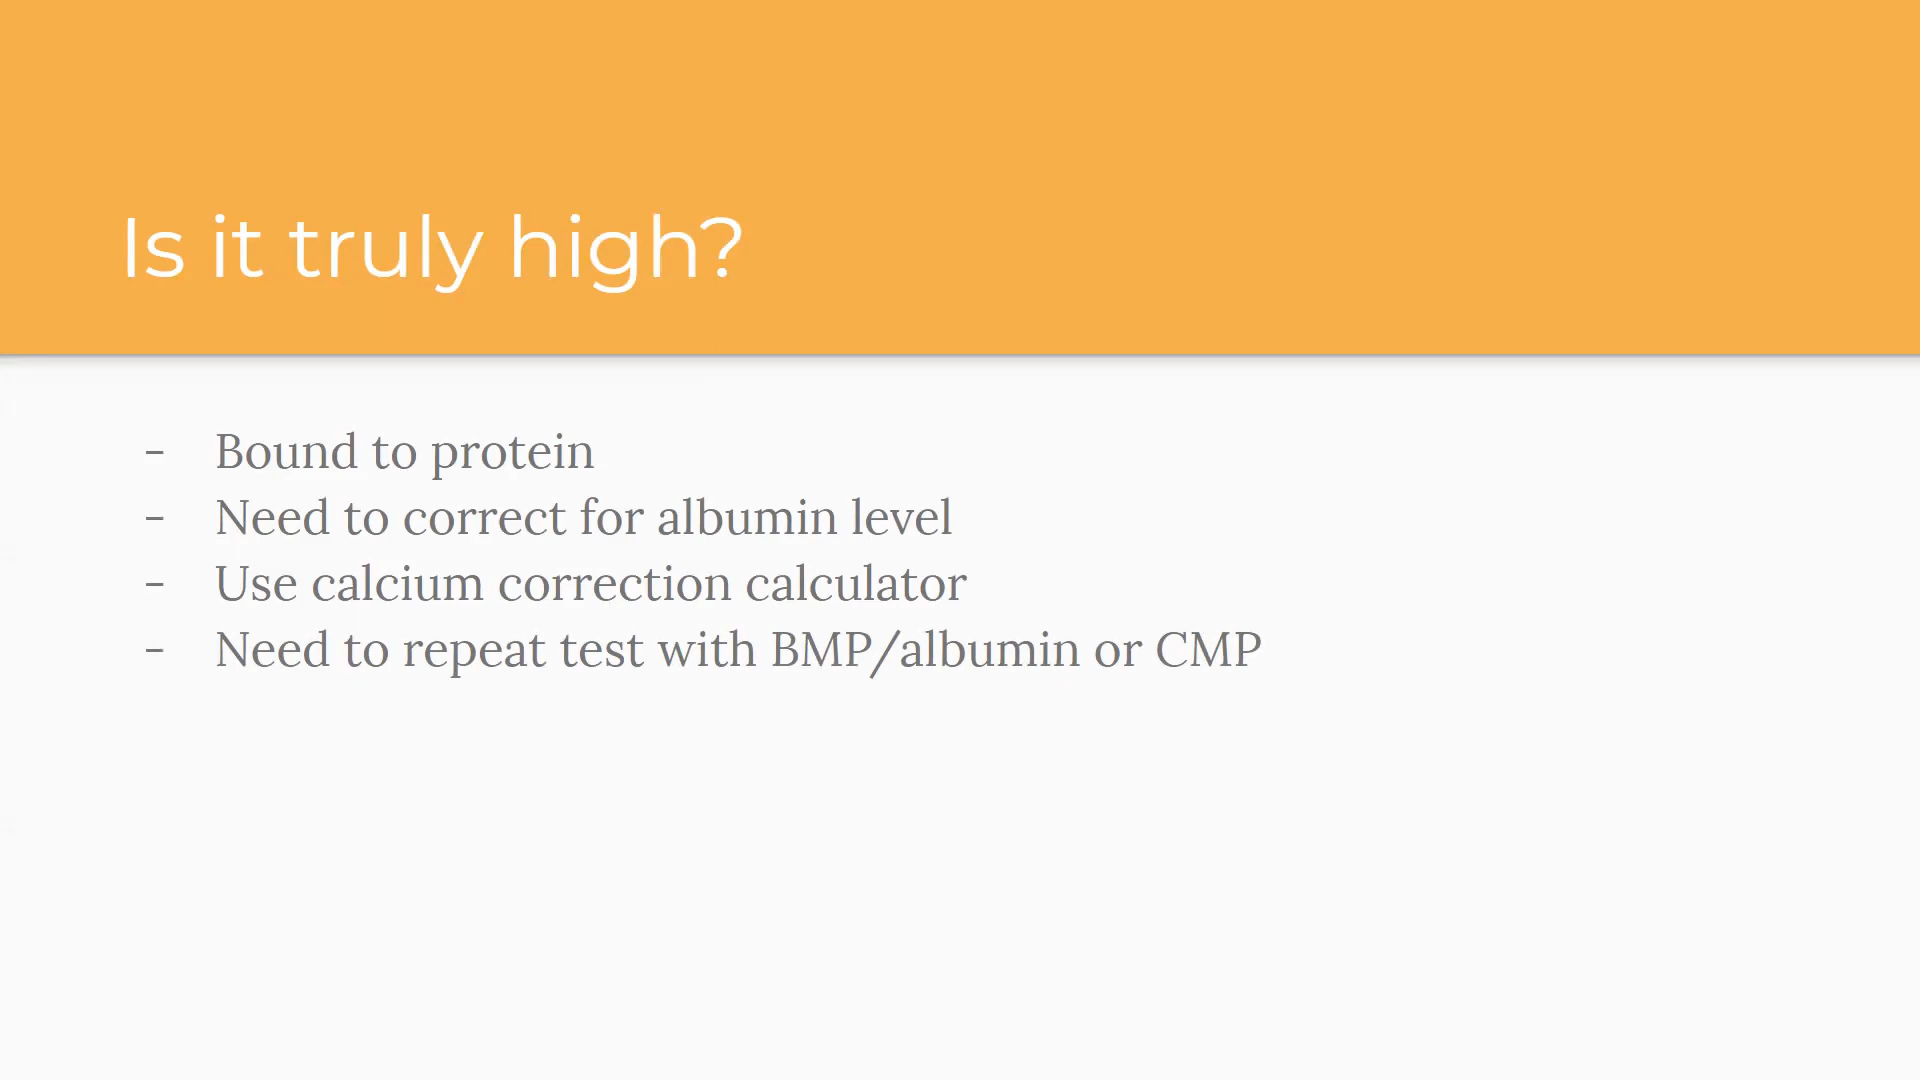 Is it truly high?
- Bound to protein
- Need to correct for albumin level
- Use calcium correction calculator
- Need to repeat test with BMP/albumin or CMP